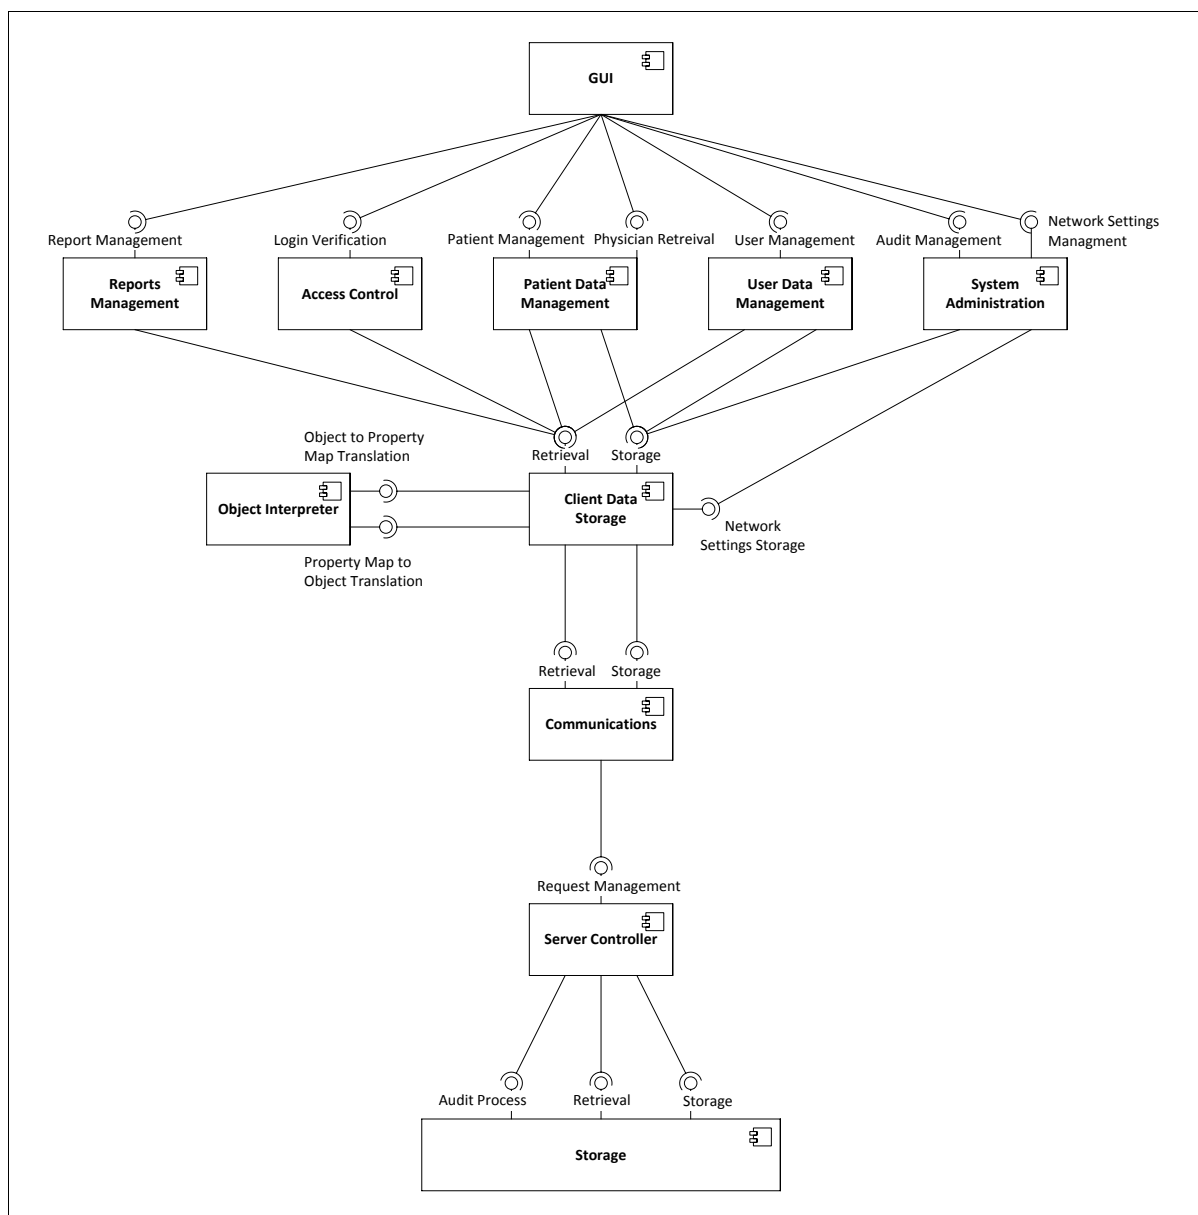 GUI
Report Management
Login Verification
Patient Management
Physician Retreival
User Management
Audit Management
Network Settings
Managment
Reports
Management
Access Control
Patient Data
Management
User Data
Management
System
Administration
Object to Property
Map Translation
Retrieval
Storage
Object Interpreter
Client Data
Storage
Network
Settings Storage
Property Map to
Object Translation
Retrieval
Storage
Communications
Request Management
Server Controller
Audit Process
Retrieval
Storage
Storage